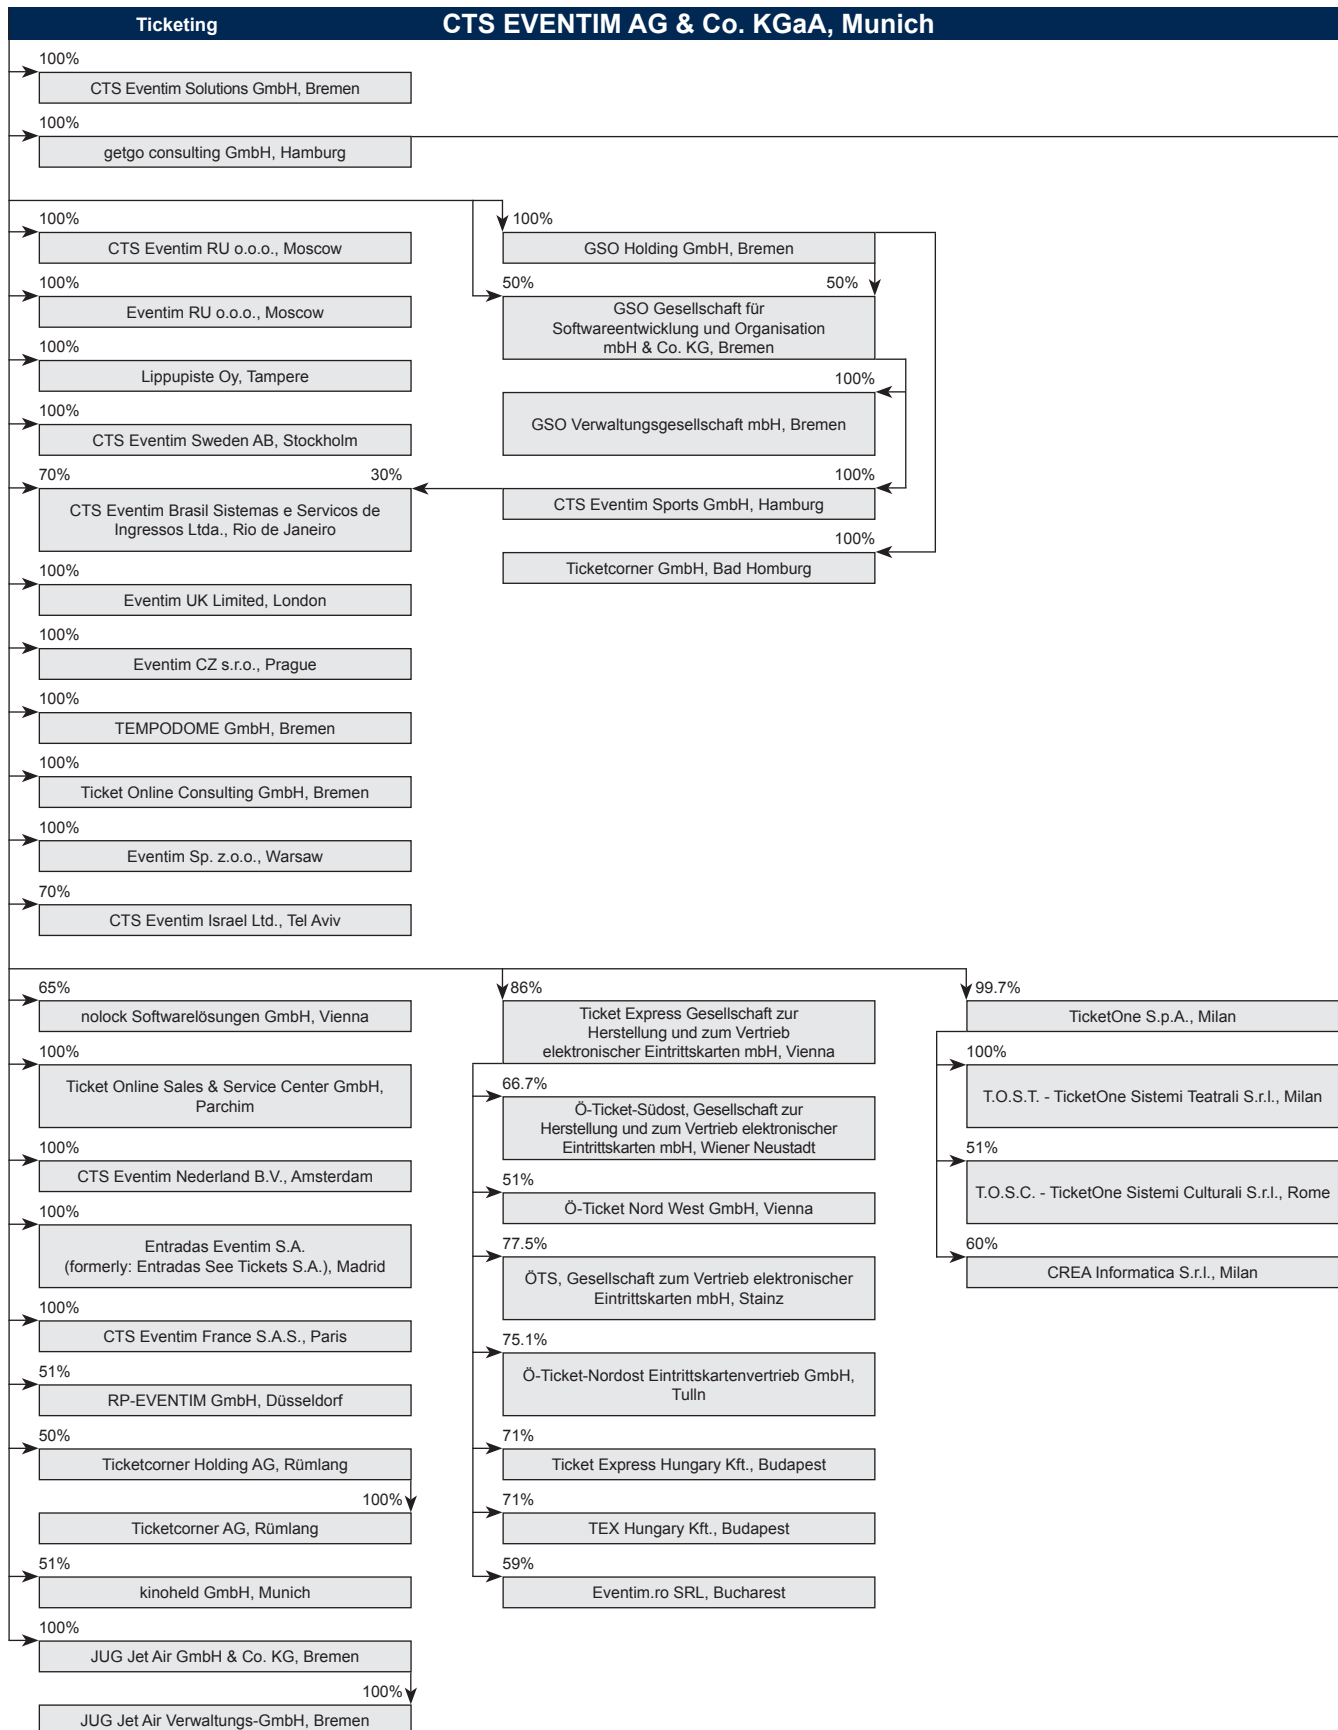 Ticketing
CTS EVENTIM AG & Co. KGaA, Munich
100%
CTS Eventim Solutions GmbH, Bremen
100%
getgo consulting GmbH, Hamburg
100%
CTS Eventim RU o.o.o., Moscow
100%
Eventim RU o.o.o., Moscow
100%
Lippupiste Oy, Tampere
100%
CTS Eventim Sweden AB, Stockholm
70%
30%
CTS Eventim Brasil Sistemas e Servicos de
Ingressos Ltda., Rio de Janeiro
100%
Eventim UK Limited, London
100%
Eventim CZ s.r.o., Prague
100%
TEMPODOME GmbH, Bremen
100%
Ticket Online Consulting GmbH, Bremen
100%
Eventim Sp. z.o.o., Warsaw
70%
CTS Eventim Israel Ltd., Tel Aviv
100%
GSO Holding GmbH, Bremen
50%
50%
GSO Gesellschaft für
Softwareentwicklung und Organisation
mbH & Co. KG, Bremen
100%
GSO Verwaltungsgesellschaft mbH, Bremen
100%
CTS Eventim Sports GmbH, Hamburg
100%
Ticketcorner GmbH, Bad Homburg
65%
nolock Softwarelösungen GmbH, Vienna
100%
Ticket Online Sales & Service Center GmbH,
Parchim
100%
CTS Eventim Nederland B.V., Amsterdam
100%
Entradas Eventim S.A.
(formerly: Entradas See Tickets S.A.), Madrid
100%
CTS Eventim France S.A.S., Paris
51%
RP-EVENTIM GmbH, Düsseldorf
50%
Ticketcorner Holding AG, Rümlang
100%
Ticketcorner AG, Rümlang
51%
kinoheld GmbH, Munich
100%
JUG Jet Air GmbH & Co. KG, Bremen
100%
JUG Jet Air Verwaltungs-GmbH, Bremen
86%
Ticket Express Gesellschaft zur
Herstellung und zum Vertrieb
elektronischer Eintrittskarten mbH, Vienna
66.7%
Ö-Ticket-Südost, Gesellschaft zur
Herstellung und zum Vertrieb elektronischer
Eintrittskarten mbH, Wiener Neustadt
51%
Ö-Ticket Nord West GmbH, Vienna
77.5%
ÖTS, Gesellschaft zum Vertrieb elektronischer
Eintrittskarten mbH, Stainz
75.1%
Ö-Ticket-Nordost Eintrittskartenvertrieb GmbH,
Tulln
71%
Ticket Express Hungary Kft., Budapest
71%
TEX Hungary Kft., Budapest
59%
Eventim.ro SRL, Bucharest
99.7%
TicketOne S.p.A., Milan
100%
T.O.S.T. - TicketOne Sistemi Teatrali S.r.l., Milan
51%
T.O.S.C. - TicketOne Sistemi Culturali S.r.l., Rome
60%
CREA Informatica S.r.l., Milan